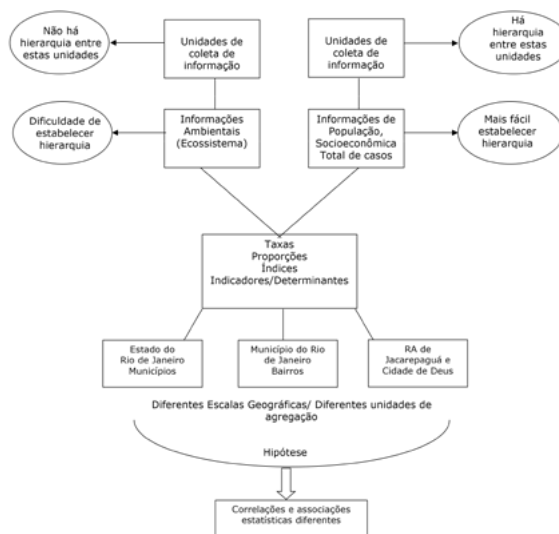 Não há
hierarquia entre
estas unidades
Unidades de
coleta de
informação
Unidades de
coleta de
informação
Há
hierarquia
entre estas
unidades
Dificuldade de
estabelecer
hierarquia
Informações
Ambientais
(Ecossistema)
Informações de
População,
Socioeconômica
Total de casos
Mais fácil
estabelecer
hierarquia
Taxas
Proporções
Índices
Indicadores/Determinantes
Estado do
Rio de Janeiro
Municípios
Município do Rio
de Janeiro
Bairros
RA de
Jacarepaguá e
Cidade de Deus
Diferentes Escalas Geográficas/ Diferentes unidades de
agregação
Hipótese
Correlações e associações
estatísticas diferentes